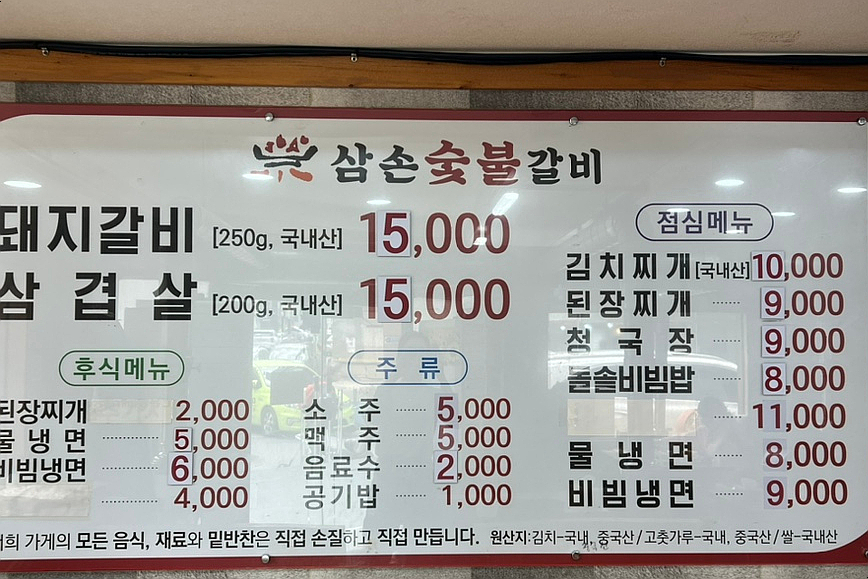 삼손숯불갈비
돼지갈비 [250g, 국내산] 15,000
삼겹살 [200g, 국내산] 15,000
점심메뉴
김치찌개 [국내산] 10,000
된장찌개 9,000
청국장 9,000
돌솥비빔밥 8,000
11,000
물냉면 8,000
비빔냉면 9,000
후식메뉴
된장찌개 2,000
물냉면 5,000
비빔냉면 6,000
4,000
주류
소주 5,000
맥주 5,000
음료수 2,000
공기밥 1,000
저희 가게의 모든 음식, 재료와 밑반찬은 직접 손질하고 직접 만듭니다. 원산지:김치-국내, 중국산/고춧가루-국내, 중국산/쌀-국내산